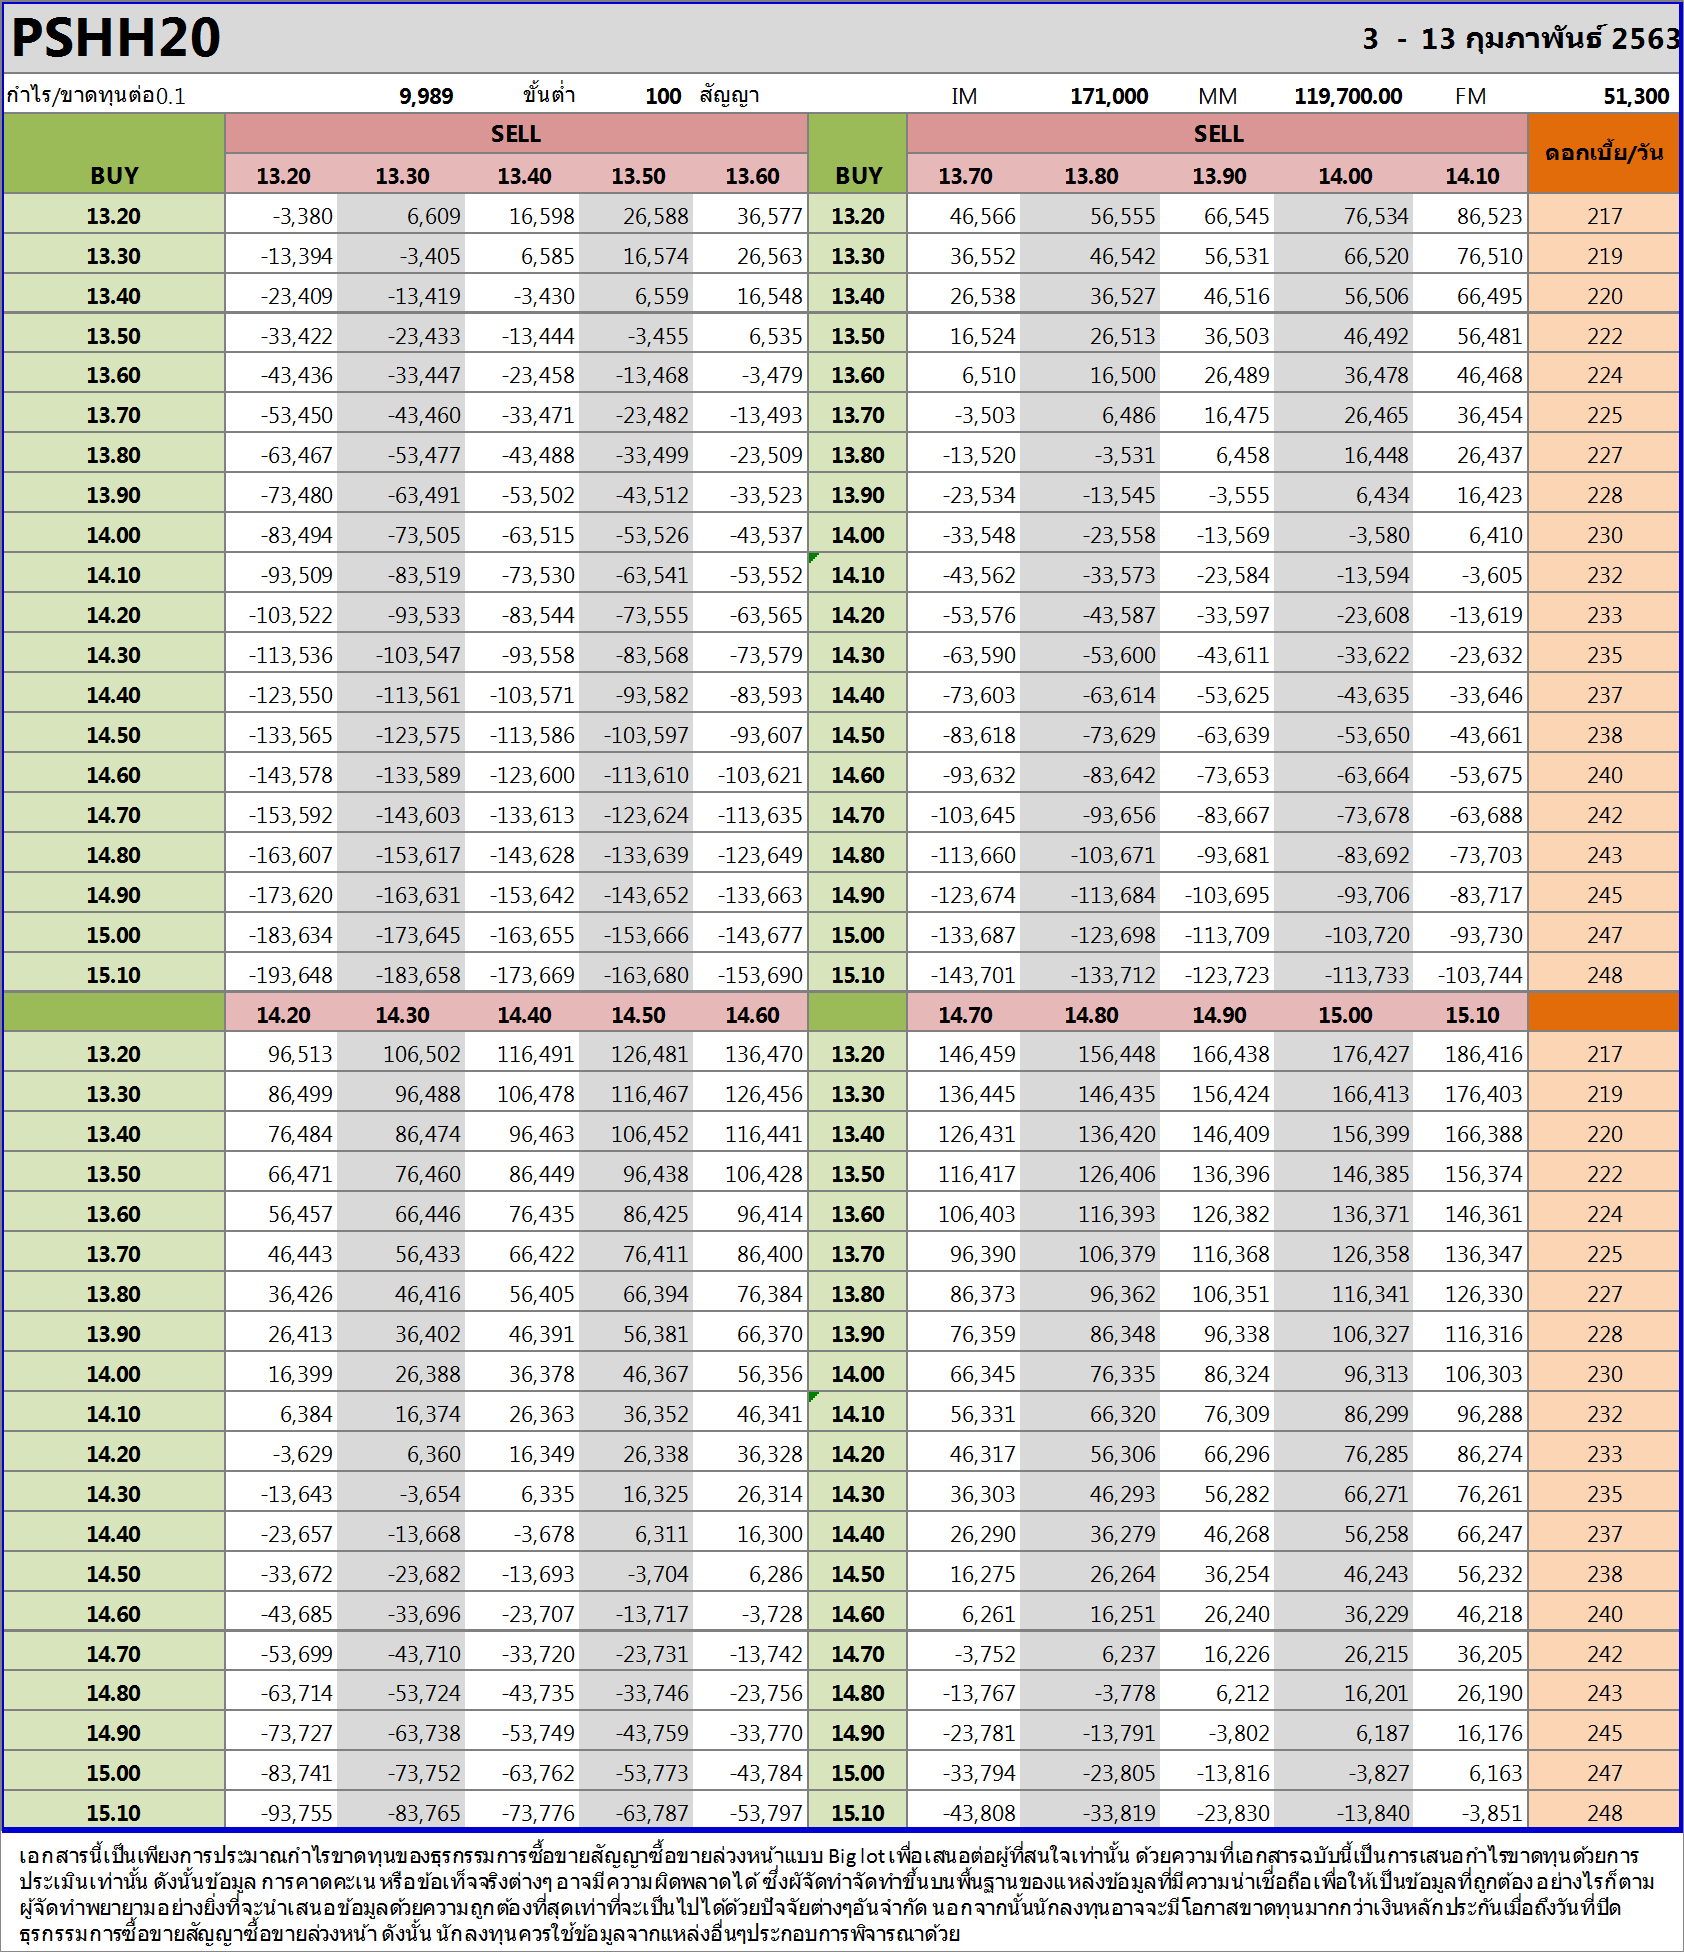 PSHH20 3 - 13 กุมภาพันธ์ 2563
กำไร/ขาดทุนต่อ0.1 9,989 ขั้นต่ำ 100 สัญญา IM 171,000 MM 119,700.00 FM 51,300
SELL SELL
ดอกเบี้ย/วัน
BUY 13.20 13.30 13.40 13.50 13.60 BUY 13.70 13.80 13.90 14.00 14.10
13.20 -3,380 6,609 16,598 26,588 36,577 13.20 46,566 56,555 66,545 76,534 86,523 217
13.30 -13,394 -3,405 6,585 16,574 26,563 13.30 36,552 46,542 56,531 66,520 76,510 219
13.40 -23,409 -13,419 -3,430 6,559 16,548 13.40 26,538 36,527 46,516 56,506 66,495 220
13.50 -33,422 -23,433 -13,444 -3,455 6,535 13.50 16,524 26,513 36,503 46,492 56,481 222
13.60 -43,436 -33,447 -23,458 -13,468 -3,479 13.60 6,510 16,500 26,489 36,478 46,468 224
13.70 -53,450 -43,460 -33,471 -23,482 -13,493 13.70 -3,503 6,486 16,475 26,465 36,454 225
13.80 -63,467 -53,477 -43,488 -33,499 -23,509 13.80 -13,520 -3,531 6,458 16,448 26,437 227
13.90 -73,480 -63,491 -53,502 -43,512 -33,523 13.90 -23,534 -13,545 -3,555 6,434 16,423 228
14.00 -83,494 -73,505 -63,515 -53,526 -43,537 14.00 -33,548 -23,558 -13,569 -3,580 6,410 230
14.10 -93,509 -83,519 -73,530 -63,541 -53,552 14.10 -43,562 -33,573 -23,584 -13,594 -3,605 232
14.20 -103,522 -93,533 -83,544 -73,555 -63,565 14.20 -53,576 -43,587 -33,597 -23,608 -13,619 233
14.30 -113,536 -103,547 -93,558 -83,568 -73,579 14.30 -63,590 -53,600 -43,611 -33,622 -23,632 235
14.40 -123,550 -113,561 -103,571 -93,582 -83,593 14.40 -73,603 -63,614 -53,625 -43,635 -33,646 237
14.50 -133,565 -123,575 -113,586 -103,597 -93,607 14.50 -83,618 -73,629 -63,639 -53,650 -43,661 238
14.60 -143,578 -133,589 -123,600 -113,610 -103,621 14.60 -93,632 -83,642 -73,653 -63,664 -53,675 240
14.70 -153,592 -143,603 -133,613 -123,624 -113,635 14.70 -103,645 -93,656 -83,667 -73,678 -63,688 242
14.80 -163,607 -153,617 -143,628 -133,639 -123,649 14.80 -113,660 -103,671 -93,681 -83,692 -73,703 243
14.90 -173,620 -163,631 -153,642 -143,652 -133,663 14.90 -123,674 -113,684 -103,695 -93,706 -83,717 245
15.00 -183,634 -173,645 -163,655 -153,666 -143,677 15.00 -133,687 -123,698 -113,709 -103,720 -93,730 247
15.10 -193,648 -183,658 -173,669 -163,680 -153,690 15.10 -143,701 -133,712 -123,723 -113,733 -103,744 248
14.20 14.30 14.40 14.50 14.60 14.70 14.80 14.90 15.00 15.10
13.20 96,513 106,502 116,491 126,481 136,470 13.20 146,459 156,448 166,438 176,427 186,416 217
13.30 86,499 96,488 106,478 116,467 126,456 13.30 136,445 146,435 156,424 166,413 176,403 219
13.40 76,484 86,474 96,463 106,452 116,441 13.40 126,431 136,420 146,409 156,399 166,388 220
13.50 66,471 76,460 86,449 96,438 106,428 13.50 116,417 126,406 136,396 146,385 156,374 222
13.60 56,457 66,446 76,435 86,425 96,414 13.60 106,403 116,393 126,382 136,371 146,361 224
13.70 46,443 56,433 66,422 76,411 86,400 13.70 96,390 106,379 116,368 126,358 136,347 225
13.80 36,426 46,416 56,405 66,394 76,384 13.80 86,373 96,362 106,351 116,341 126,330 227
13.90 26,413 36,402 46,391 56,381 66,370 13.90 76,359 86,348 96,338 106,327 116,316 228
14.00 16,399 26,388 36,378 46,367 56,356 14.00 66,345 76,335 86,324 96,313 106,303 230
14.10 6,384 16,374 26,363 36,352 46,341 14.10 56,331 66,320 76,309 86,299 96,288 232
14.20 -3,629 6,360 16,349 26,338 36,328 14.20 46,317 56,306 66,296 76,285 86,274 233
14.30 -13,643 -3,654 6,335 16,325 26,314 14.30 36,303 46,293 56,282 66,271 76,261 235
14.40 -23,657 -13,668 -3,678 6,311 16,300 14.40 26,290 36,279 46,268 56,258 66,247 237
14.50 -33,672 -23,682 -13,693 -3,704 6,286 14.50 16,275 26,264 36,254 46,243 56,232 238
14.60 -43,685 -33,696 -23,707 -13,717 -3,728 14.60 6,261 16,251 26,240 36,229 46,218 240
14.70 -53,699 -43,710 -33,720 -23,731 -13,742 14.70 -3,752 6,237 16,226 26,215 36,205 242
14.80 -63,714 -53,724 -43,735 -33,746 -23,756 14.80 -13,767 -3,778 6,212 16,201 26,190 243
14.90 -73,727 -63,738 -53,749 -43,759 -33,770 14.90 -23,781 -13,791 -3,802 6,187 16,176 245
15.00 -83,741 -73,752 -63,762 -53,773 -43,784 15.00 -33,794 -23,805 -13,816 -3,827 6,163 247
15.10 -93,755 -83,765 -73,776 -63,787 -53,797 15.10 -43,808 -33,819 -23,830 -13,840 -3,851 248
เอกสารนี้เป็นเพียงการประมาณกำไรขาดทุนของธุรกรรมการซื้อขายสัญญาซื้อขายล่วงหน้าแบบ Big lot เพื่อเสนอต่อผู้ที่สนใจเท่านั้น ด้วยความที่เอกสารฉบับนี้เป็นการเสนอกำไรขาดทุนด้วยการ
ประเมินเท่านั้น ดังนั้นข้อมูล การคาดคะเน หรือข้อเท็จจริงต่างๆ อาจมีความผิดพลาดได้ ซึ่งผู้จัดทำจัดทำขึ้นบนพื้นฐานของแหล่งข้อมูลที่มีความน่าเชื่อถือเพื่อให้เป็นข้อมูลที่ถูกต้อง อย่างไรก็ตาม
ผู้จัดทำพยายามอย่างยิ่งที่จะนำเสนอข้อมูลด้วยความถูกต้องที่สุดเท่าที่จะเป็นไปได้ด้วยปัจจัยต่างๆอันจำกัด นอกจากนั้นนักลงทุนอาจจะมีโอกาสขาดทุนมากกว่าเงินหลักประกันเมื่อถึงวันที่ปิด
ธุรกรรมการซื้อขายสัญญาซื้อขายล่วงหน้า ดังนั้น นักลงทุนควรใช้ข้อมูลจากแหล่งอื่นๆประกอบการพิจารณาด้วย